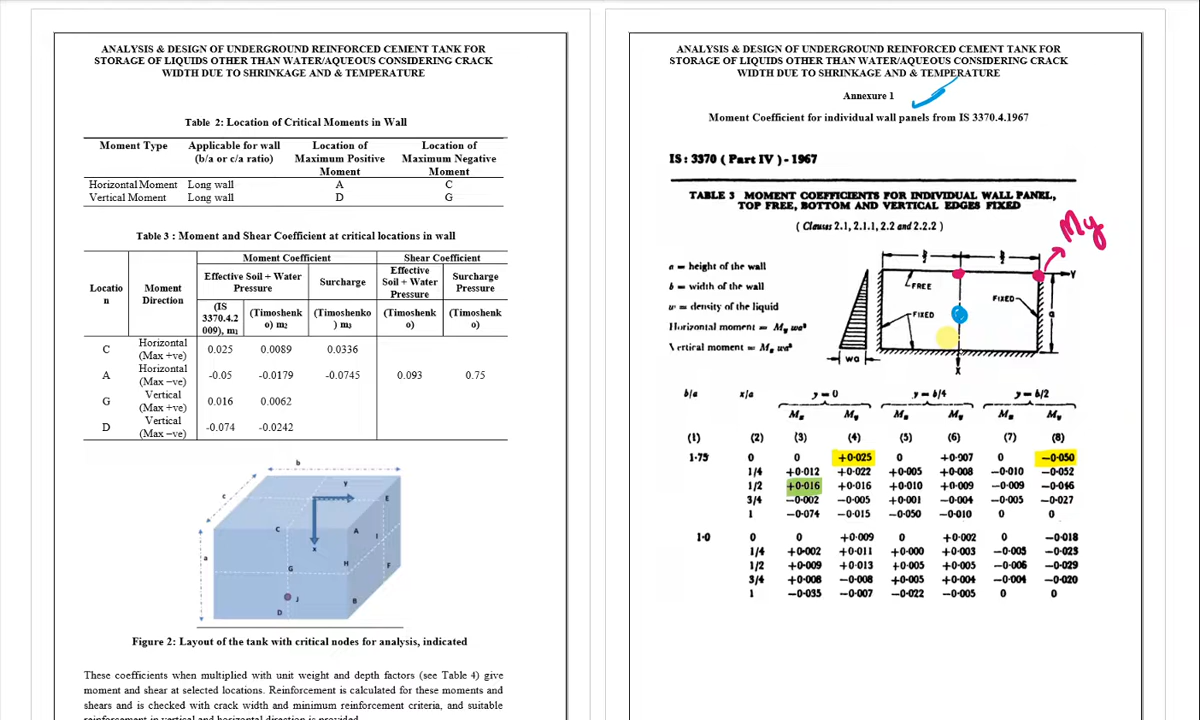 ANALYSIS & DESIGN OF UNDERGROUND REINFORCED CEMENT TANK FOR
STORAGE OF LIQUIDS OTHER THAN WATER/AQUEOUS CONSIDERING CRACK
WIDTH DUE TO SHRINKAGE AND & TEMPERATURE
Table 2: Location of Critical Moments in Wall
Moment Type Applicable for wall (b/a or c/a ratio) Location of Maximum Positive Moment Location of Maximum Negative Moment
Horizontal Moment Long wall A C
Vertical Moment Long wall D G
Table 3 : Moment and Shear Coefficient at critical locations in wall
Moment Coefficient Shear Coefficient
Locatio n Moment Direction Effective Soil + Water Pressure Surcharge Effective Soil + Water Pressure Surcharge Pressure
(IS 3370.4.2 009), m1 (Timoshenk o) m2 (Timoshenko ) m3 (Timoshenk o) (Timoshenk o)
C Horizontal (Max +ve) 0.025 0.0089 0.0336
A Horizontal (Max –ve) -0.05 -0.0179 -0.0745 0.093 0.75
G Vertical (Max +ve) 0.016 0.0062
D Vertical (Max –ve) -0.074 -0.0242
b
c
y
E
C
A
I
x
a
G
H
F
J
D
B
Figure 2: Layout of the tank with critical nodes for analysis, indicated
These coefficients when multiplied with unit weight and depth factors (see Table 4) give
moment and shear at selected locations. Reinforcement is calculated for these moments and
shears and is checked with crack width and minimum reinforcement criteria, and suitable
reinforcement in vertical and horizontal direction is provided.
ANALYSIS & DESIGN OF UNDERGROUND REINFORCED CEMENT TANK FOR
STORAGE OF LIQUIDS OTHER THAN WATER/AQUEOUS CONSIDERING CRACK
WIDTH DUE TO SHRINKAGE AND & TEMPERATURE
Annexure 1
Moment Coefficient for individual wall panels from IS 3370.4.1967
IS : 3370 ( Part IV ) - 1967
TABLE 3 MOMENT COEFFICIENTS FOR INDIVIDUAL WALL PANEL,
TOP FREE, BOTTOM AND VERTICAL EDGES FIXED
( Clauses 2.1, 2.1.1, 2.2 and 2.2.2 )
My
a = height of the wall
b = width of the wall
w = density of the liquid
Horizontal moment = My wa³
Vertical moment = Mx wa³
wa
FREE
FIXED
FIXED
a
Y
X
b/a x/a y = 0 y = b/4 y = b/2
Mx My Mx My Mx My
(1) (2) (3) (4) (5) (6) (7) (8)
1·75 0 0 +0·025 0 +0·007 0 −0·050
1/4 +0·012 +0·022 +0·005 +0·008 −0·010 −0·052
1/2 +0·016 +0·016 +0·010 +0·009 −0·009 −0·046
3/4 −0·002 −0·005 +0·001 −0·004 −0·005 −0·027
1 −0·074 −0·015 −0·050 −0·010 0 0
1·0 0 0 +0·009 0 +0·002 0 −0·018
1/4 +0·002 +0·011 +0·000 +0·003 −0·005 −0·023
1/2 +0·009 +0·013 +0·005 +0·005 −0·006 −0·029
3/4 +0·008 −0·008 +0·005 +0·004 −0·004 −0·020
1 −0·035 −0·007 −0·022 −0·005 0 0